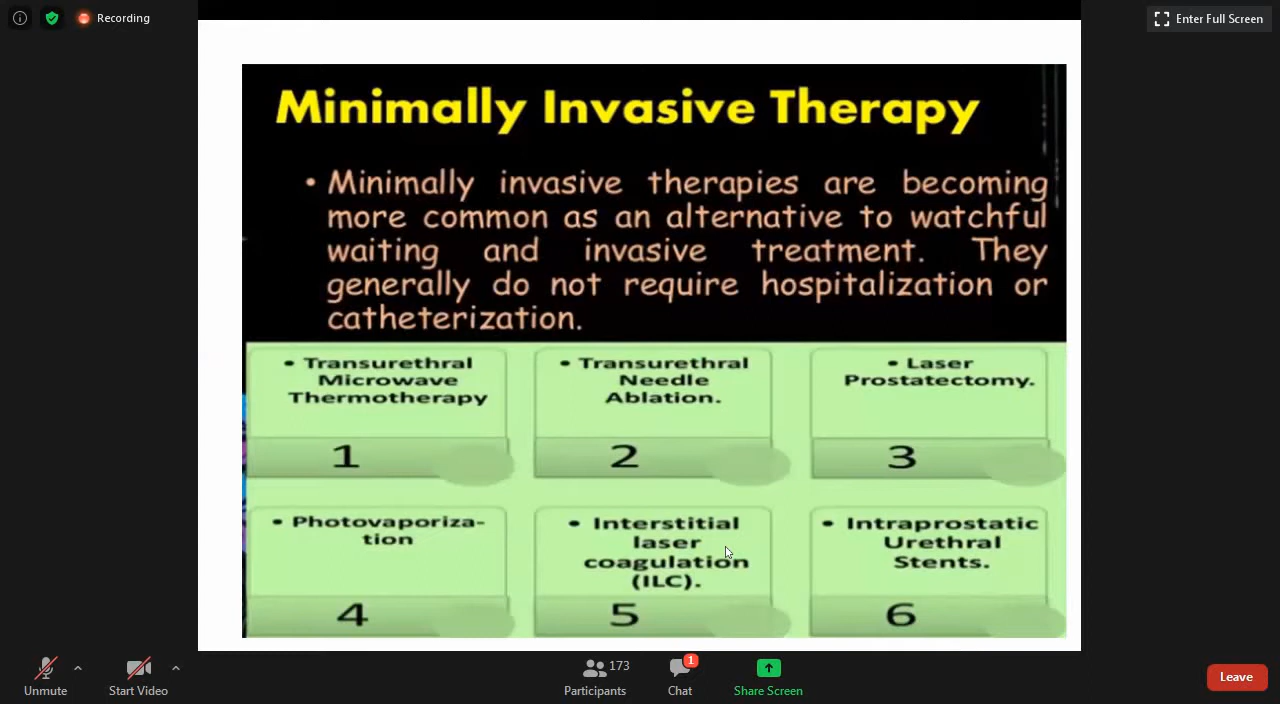 Recording
Enter Full Screen
Minimally Invasive Therapy
• Minimally invasive therapies are becoming
more common as an alternative to watchful
waiting and invasive treatment. They
generally do not require hospitalization or
catheterization.
• Transurethral
Microwave
Thermotherapy
1
• Transurethral
Needle
Ablation.
2
• Laser
Prostatectomy.
3
• Photovaporiza-
tion
4
• Interstitial
laser
coagulation
(ILC).
5
• Intraprostatic
Urethral
Stents.
6
Unmute
Start Video
173
Participants
1
Chat
Share Screen
Leave